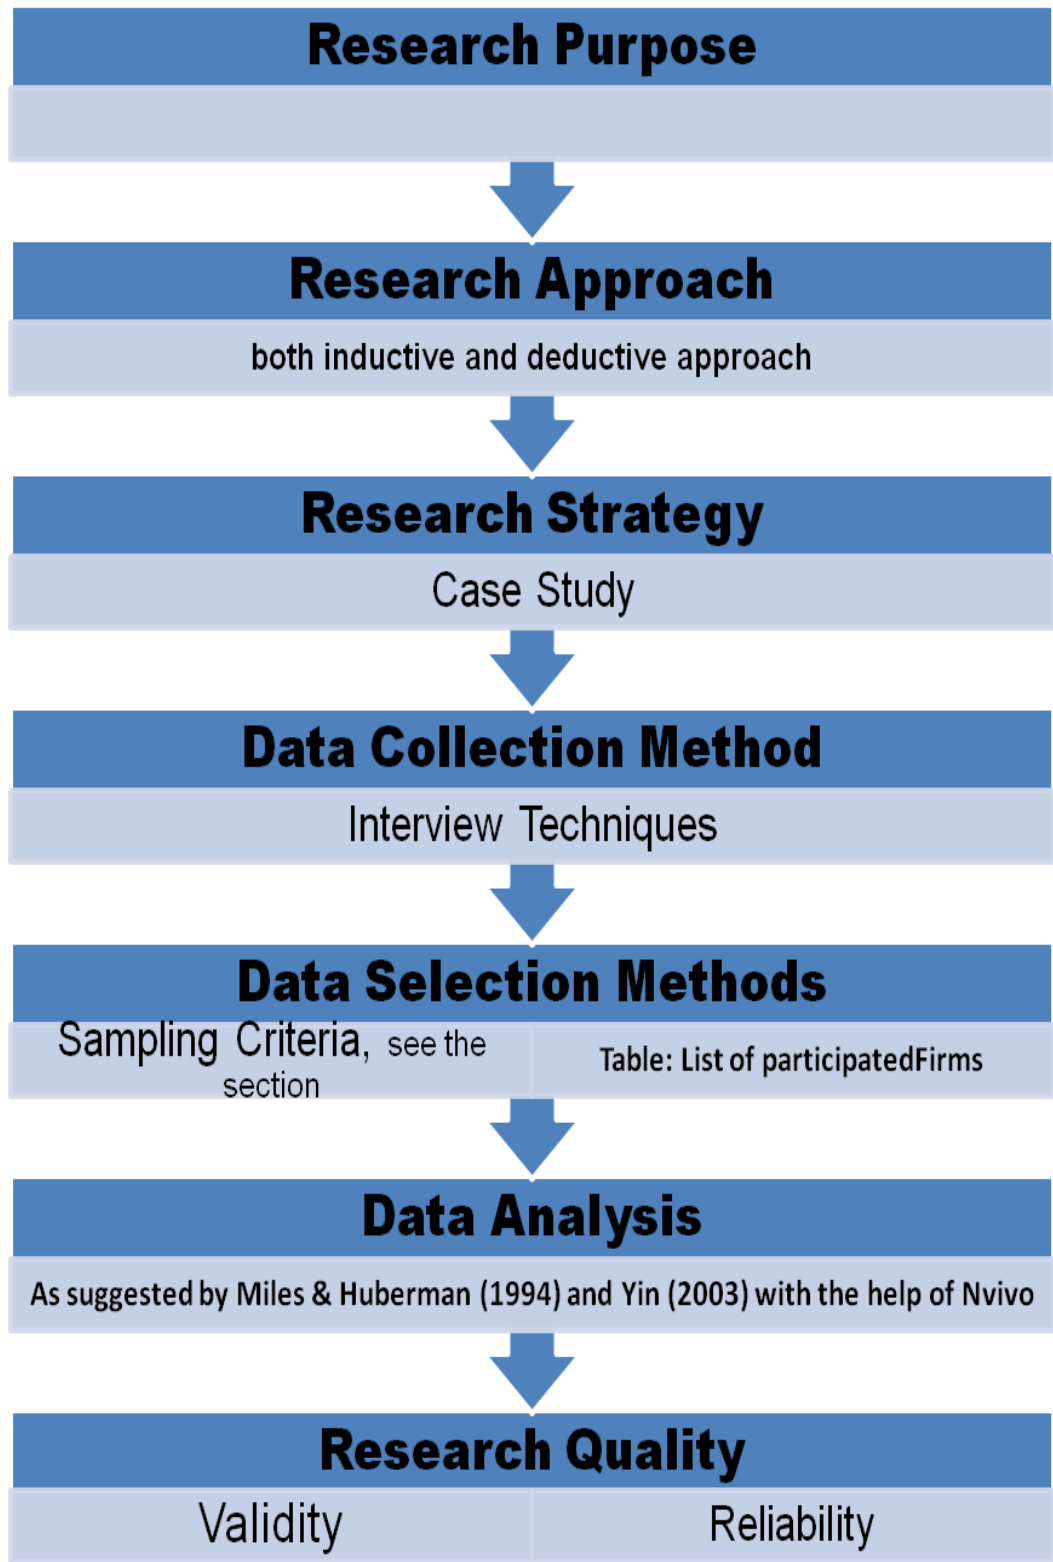 Research Purpose
Research Approach
both inductive and deductive approach
Research Strategy
Case Study
Data Collection Method
Interview Techniques
Data Selection Methods
Sampling Criteria, see the
section
Table: List of participatedFirms
Data Analysis
As suggested by Miles & Huberman (1994) and Yin (2003) with the help of Nvivo
Research Quality
Validity
Reliability